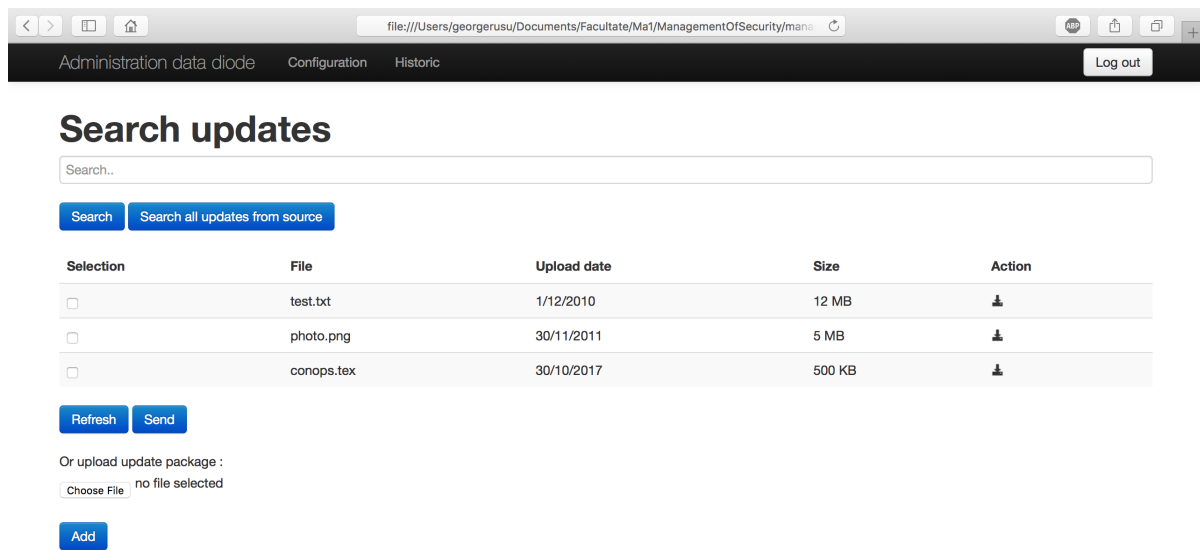 file:///Users/georgerusu/Documents/Facultate/Ma1/ManagementOfSecurity/mana
ABP
Administration data diode Configuration Historic Log out
Search updates
Search..
Search Search all updates from source
Selection File Upload date Size Action
test.txt 1/12/2010 12 MB
photo.png 30/11/2011 5 MB
conops.tex 30/10/2017 500 KB
Refresh Send
Or upload update package :
Choose File no file selected
Add